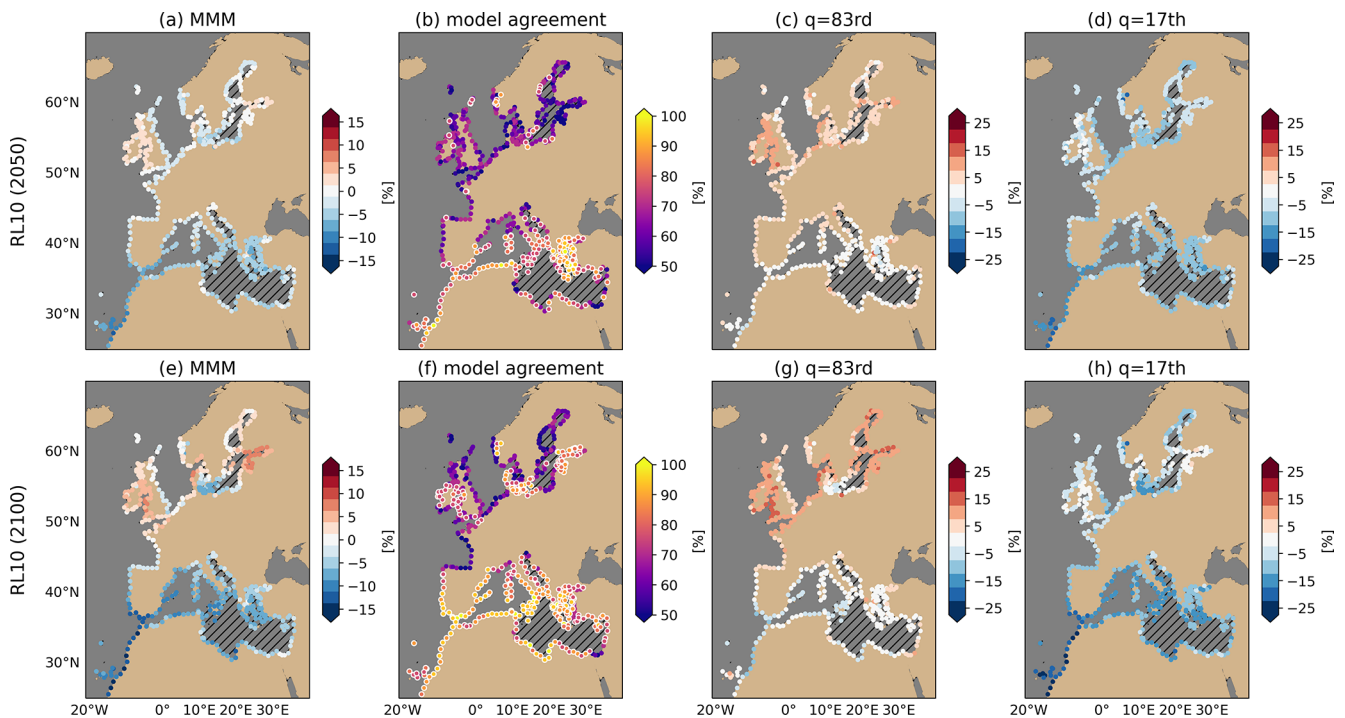 (a) MMM
(b) model agreement
(c) q=83rd
(d) q=17th
RL10 (2050)
60°N
50°N
40°N
30°N
15
10
5
0
−5
−10
−15
[%]
100
90
80
70
60
50
[%]
25
15
5
−5
−15
−25
[%]
25
15
5
−5
−15
−25
[%]
(e) MMM
(f) model agreement
(g) q=83rd
(h) q=17th
RL10 (2100)
60°N
50°N
40°N
30°N
15
10
5
0
−5
−10
−15
[%]
100
90
80
70
60
50
[%]
25
15
5
−5
−15
−25
[%]
25
15
5
−5
−15
−25
[%]
20°W 0° 10°E 20°E 30°E
20°W 0° 10°E 20°E 30°E
20°W 0° 10°E 20°E 30°E
20°W 0° 10°E 20°E 30°E